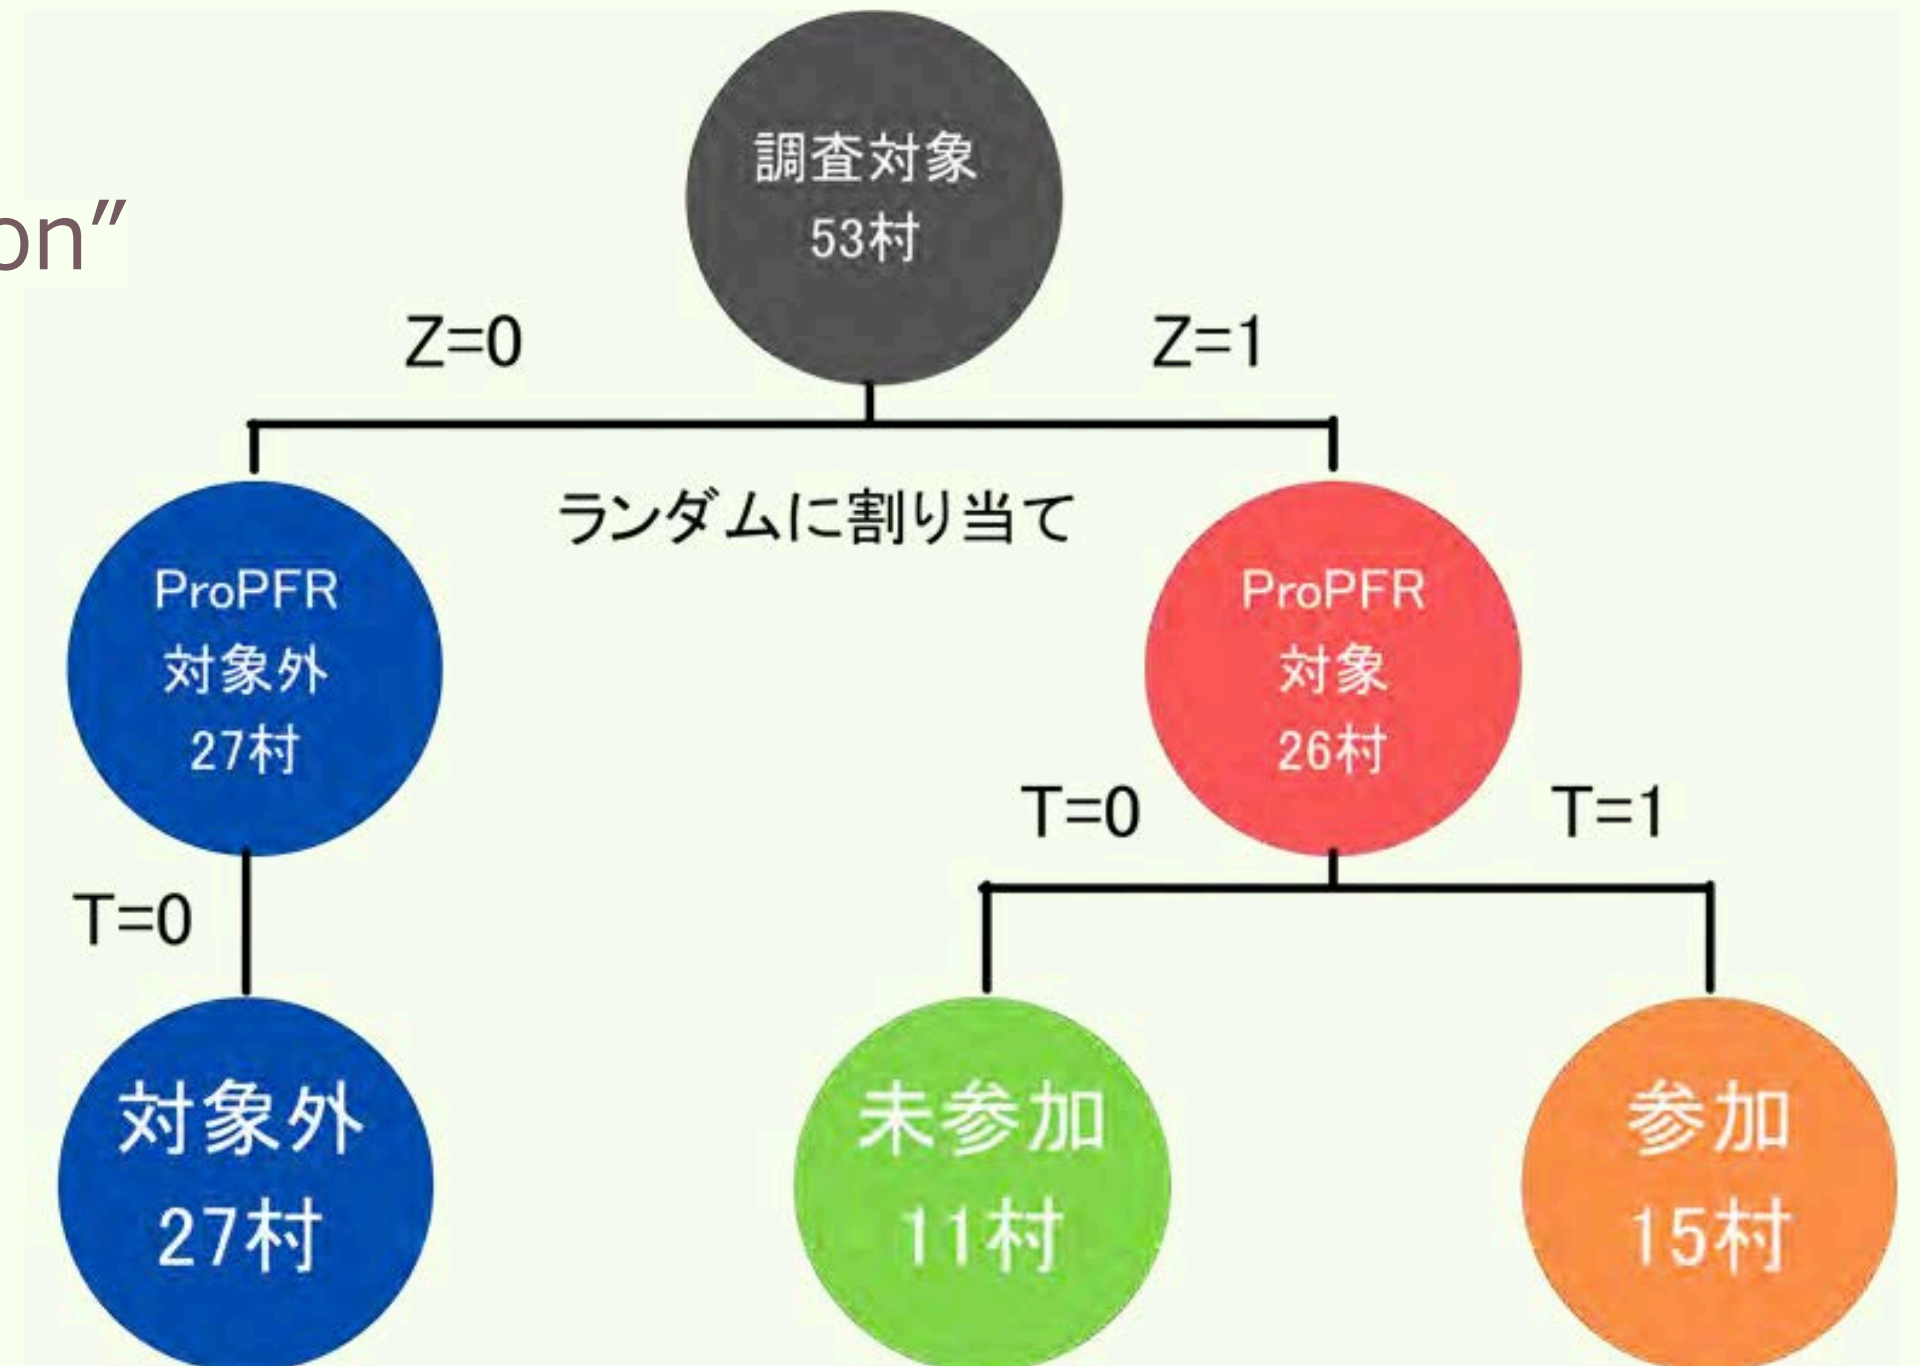 on”
調査対象
53村
Z=0
Z=1
ランダムに割り当て
ProPFR
対象外
27村
ProPFR
対象
26村
T=0
T=1
T=0
対象外
27村
未参加
11村
参加
15村